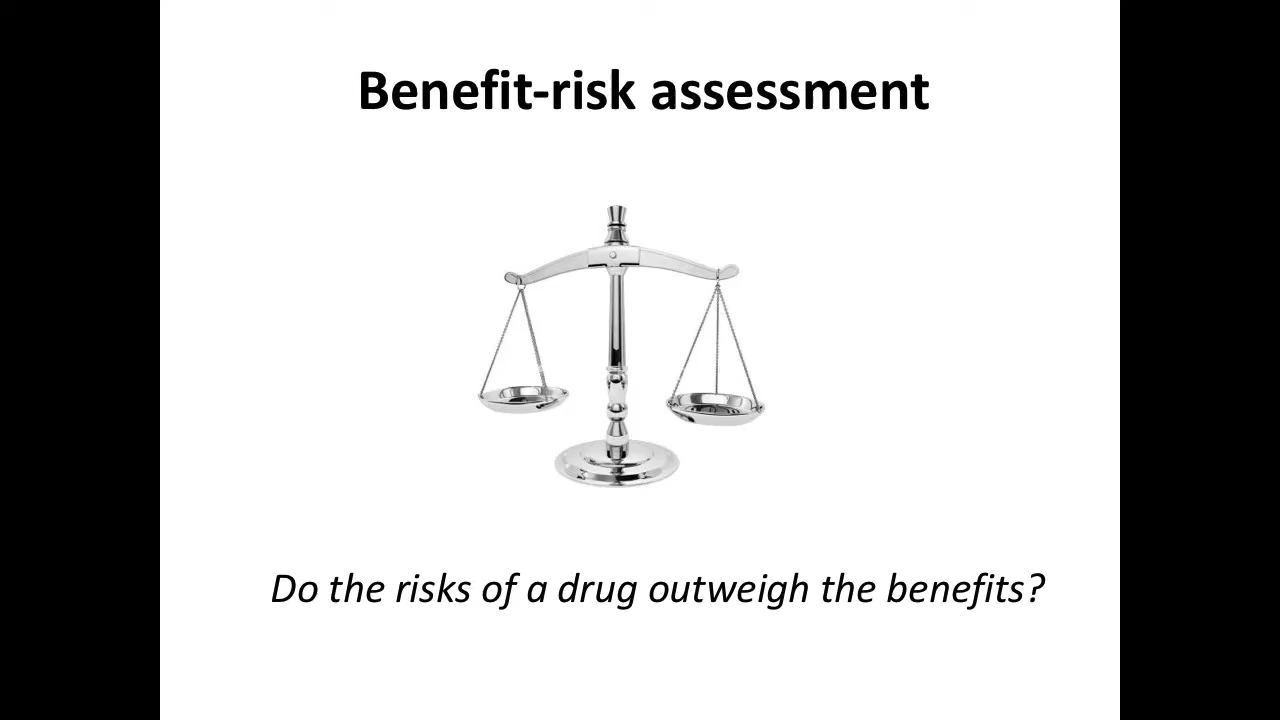 Benefit-risk assessment
Do the risks of a drug outweigh the benefits?